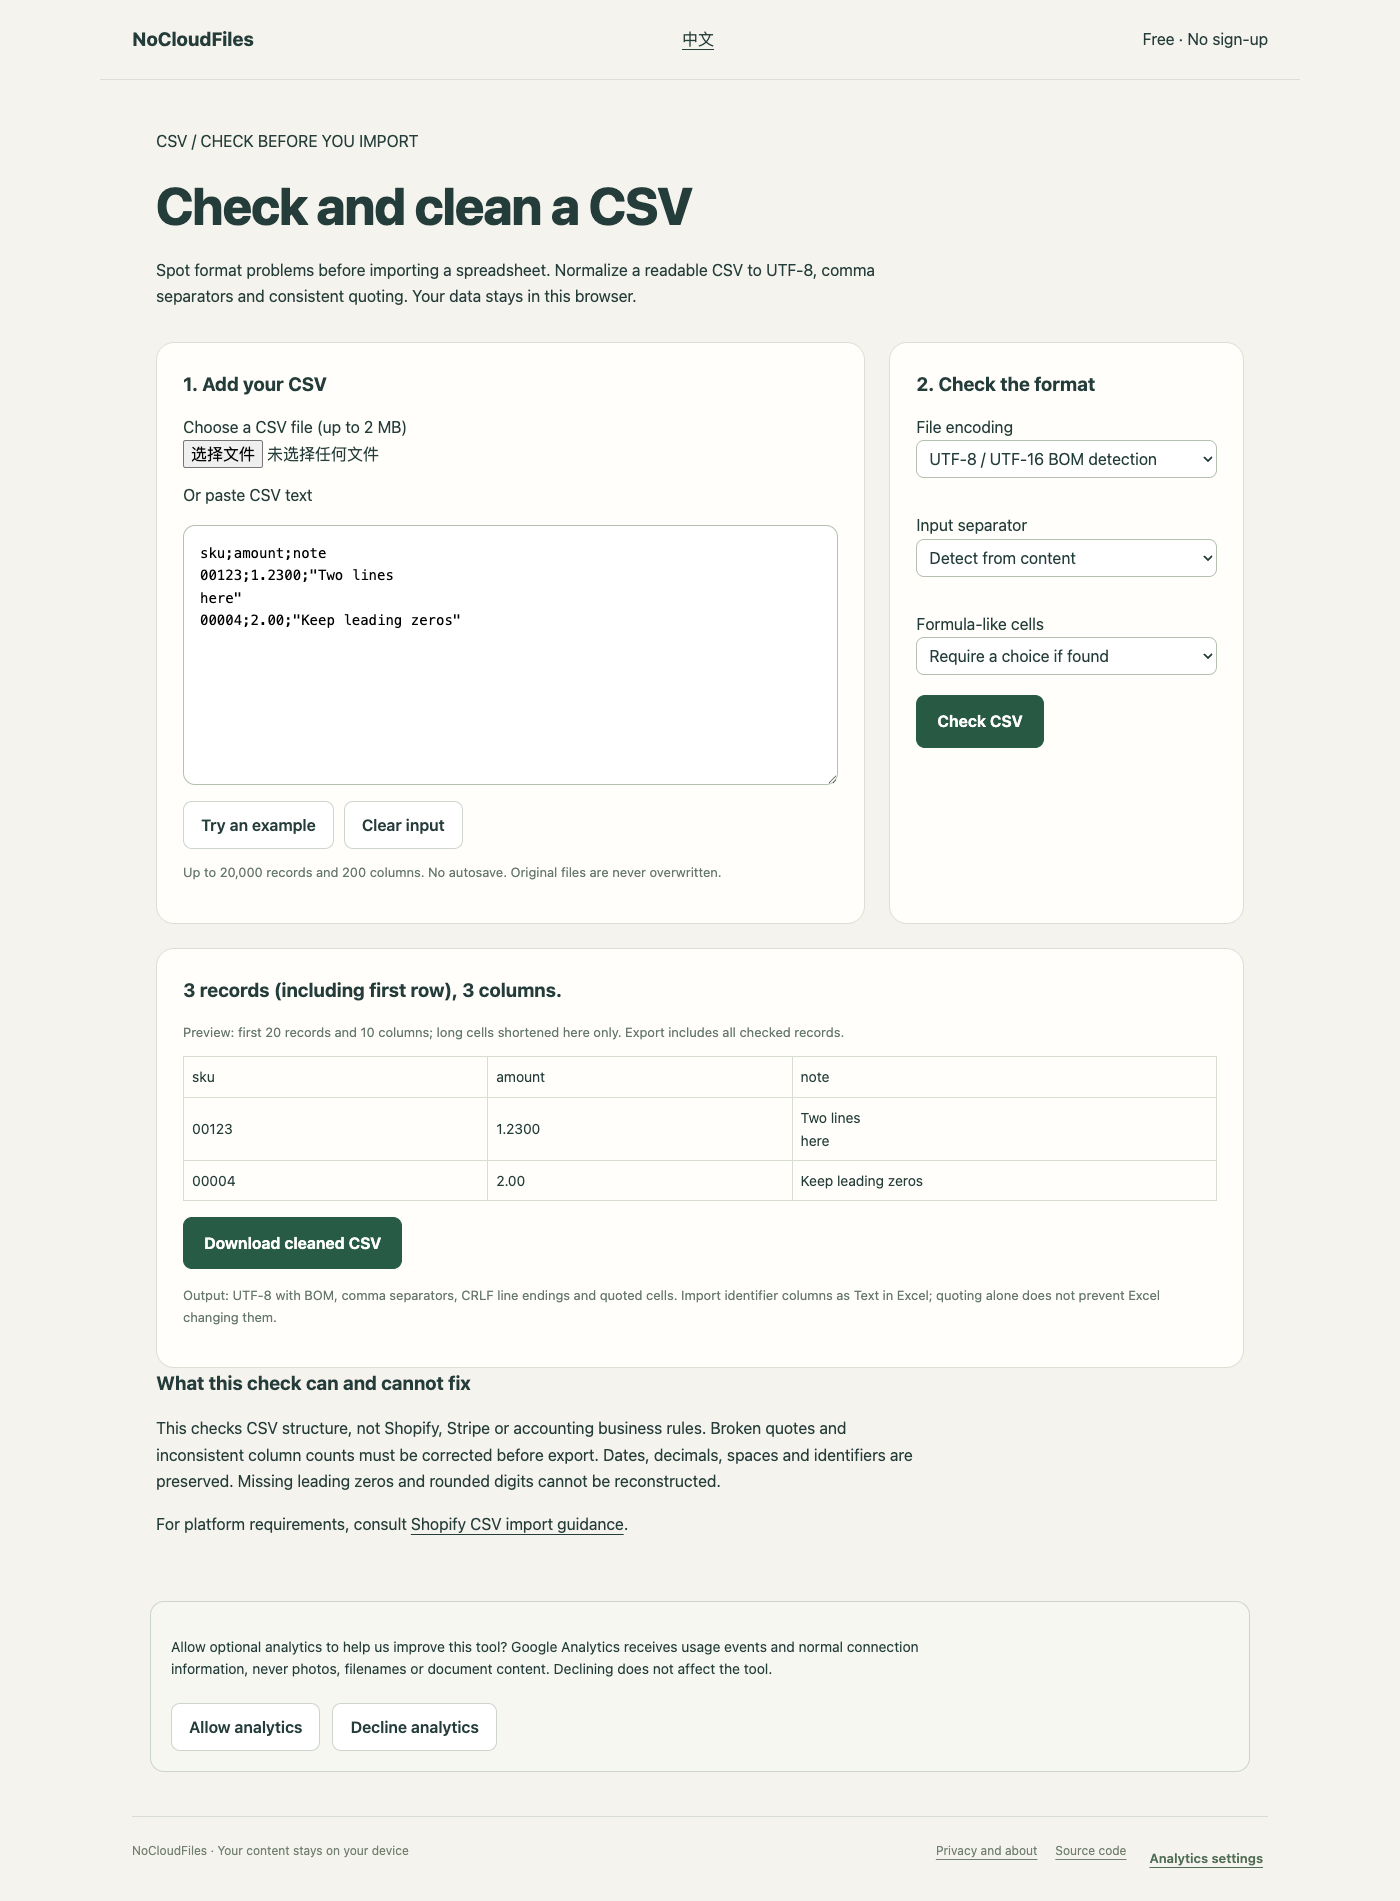 NoCloudFiles
中文
Free · No sign-up
CSV / CHECK BEFORE YOU IMPORT
Check and clean a CSV
Spot format problems before importing a spreadsheet. Normalize a readable CSV to UTF-8, comma
separators and consistent quoting. Your data stays in this browser.
1. Add your CSV
Choose a CSV file (up to 2 MB)
选择文件 未选择任何文件
Or paste CSV text
sku;amount;note
00123;1.2300;"Two lines
here"
00004;2.00;"Keep leading zeros"
Try an example
Clear input
Up to 20,000 records and 200 columns. No autosave. Original files are never overwritten.
2. Check the format
File encoding
UTF-8 / UTF-16 BOM detection
Input separator
Detect from content
Formula-like cells
Require a choice if found
Check CSV
3 records (including first row), 3 columns.
Preview: first 20 records and 10 columns; long cells shortened here only. Export includes all checked records.
sku amount note
00123 1.2300 Two lines
here
00004 2.00 Keep leading zeros
Download cleaned CSV
Output: UTF-8 with BOM, comma separators, CRLF line endings and quoted cells. Import identifier columns as Text in Excel; quoting alone does not prevent Excel
changing them.
What this check can and cannot fix
This checks CSV structure, not Shopify, Stripe or accounting business rules. Broken quotes and
inconsistent column counts must be corrected before export. Dates, decimals, spaces and identifiers are
preserved. Missing leading zeros and rounded digits cannot be reconstructed.
For platform requirements, consult Shopify CSV import guidance.
Allow optional analytics to help us improve this tool? Google Analytics receives usage events and normal connection
information, never photos, filenames or document content. Declining does not affect the tool.
Allow analytics
Decline analytics
NoCloudFiles · Your content stays on your device
Privacy and about
Source code
Analytics settings